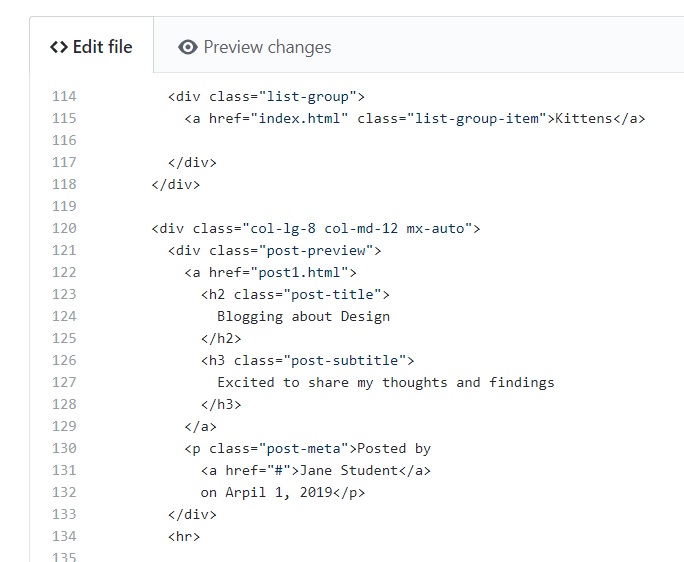 <> Edit file Preview changes
114 <div class="list-group">
115 <a href="index.html" class="list-group-item">Kittens</a>
116
117 </div>
118 </div>
119
120 <div class="col-lg-8 col-md-12 mx-auto">
121 <div class="post-preview">
122 <a href="post1.html">
123 <h2 class="post-title">
124 Blogging about Design
125 </h2>
126 <h3 class="post-subtitle">
127 Excited to share my thoughts and findings
128 </h3>
129 </a>
130 <p class="post-meta">Posted by
131 <a href="#">Jane Student</a>
132 on Arpil 1, 2019</p>
133 </div>
134 <hr>
135